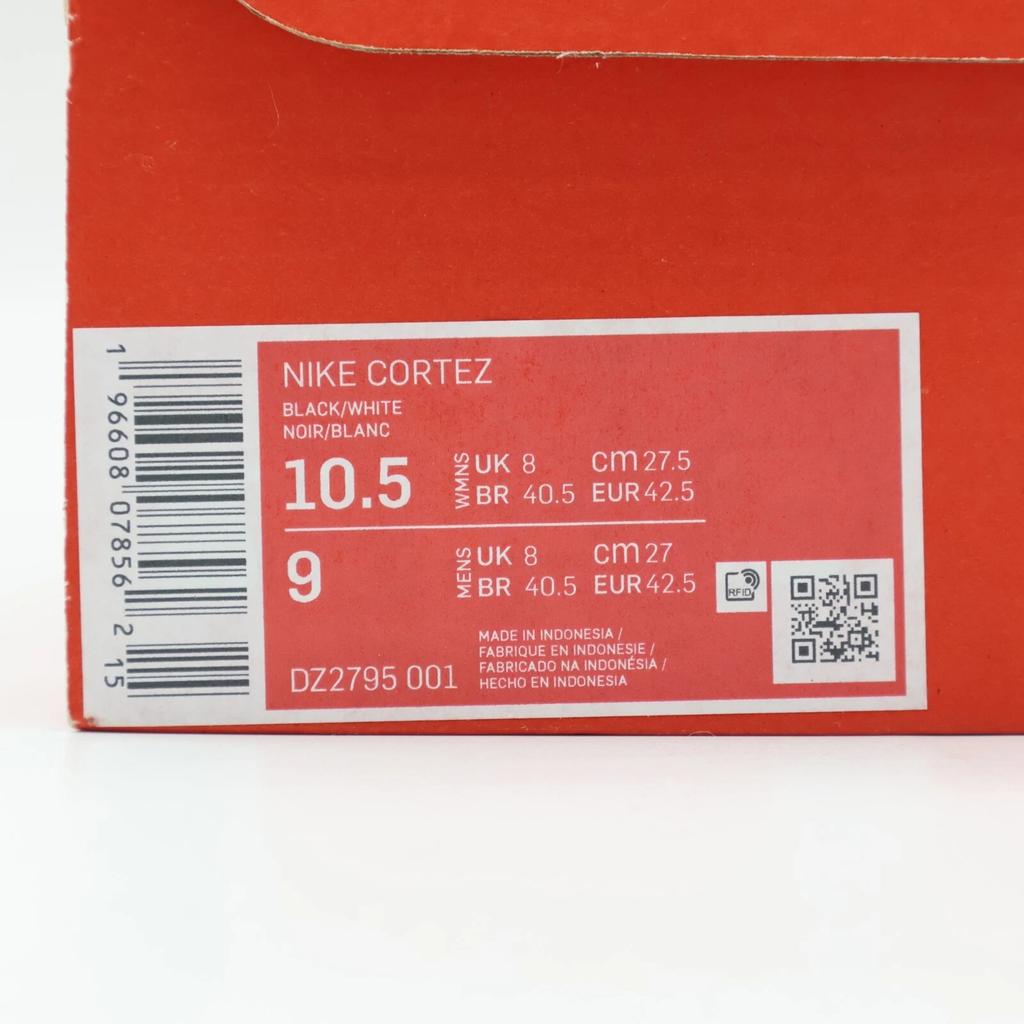 1 96608 07856 2 15
NIKE CORTEZ
BLACK/WHITE
NOIR/BLANC
10.5 WMNS UK 8 CM 27.5
BR 40.5 EUR 42.5
9 MENS UK 8 CM 27
BR 40.5 EUR 42.5
RFID
DZ2795 001
MADE IN INDONESIA /
FABRIQUE EN INDONÉSIE /
FABRICADO NA INDONÉSIA /
HECHO EN INDONESIA